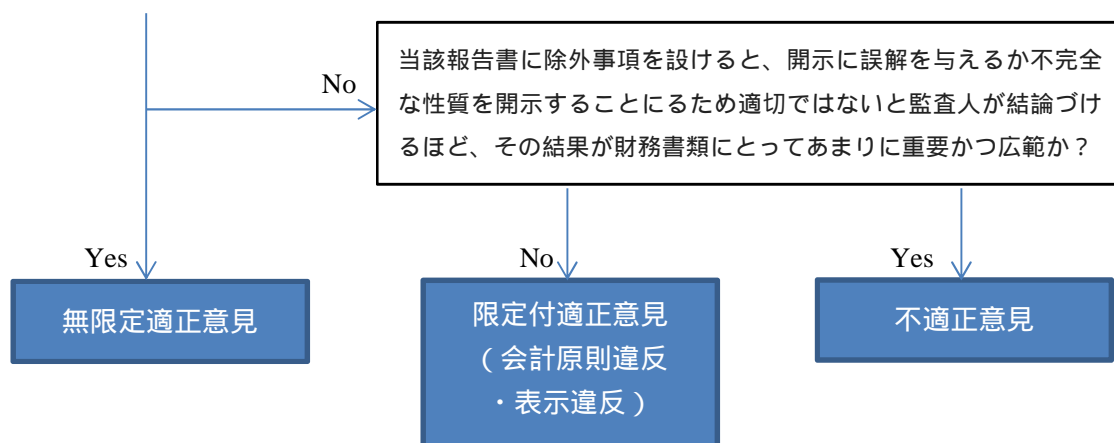 当該報告書に除外事項を設けると、開示に誤解を与えるか不完全
No
な性質を開示することにるため適切ではないと監査人が結論づけ
るほど、その結果が財務書類にとってあまりに重要かつ広範か？
Yes
No
Yes
無限定適正意見
限定付適正意見
（会計原則違反
・表示違反）
不適正意見